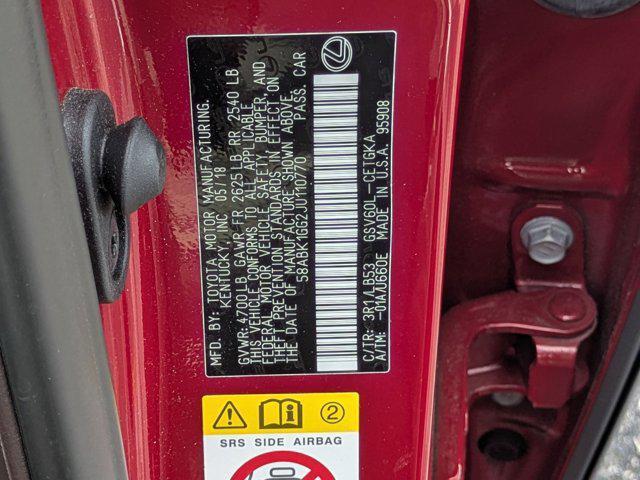 MFD. BY: TOYOTA MOTOR MANUFACTURING.
KENTUCKY, INC 05/18
GVWR:4700LB GAWR FR 2629LB RR 2540 LB
THIS VEHICLE CONFORMS TO ALL APPLICABLE
FEDERAL MOTOR VEHICLE SAFETY, BUMPER, AND
THEFT PREVENTION STANDARDS IN EFFECT ON
THE DATE OF MANUFACTURE SHOWN ABOVE.
58ABK1GG2JU110770 PASS. CAR
C/TR: 3R1/LB53 GSV60L-CETGKA
A/TM: -01A/U660E MADE IN U.S.A. 95908
2
SRS SIDE AIRBAG